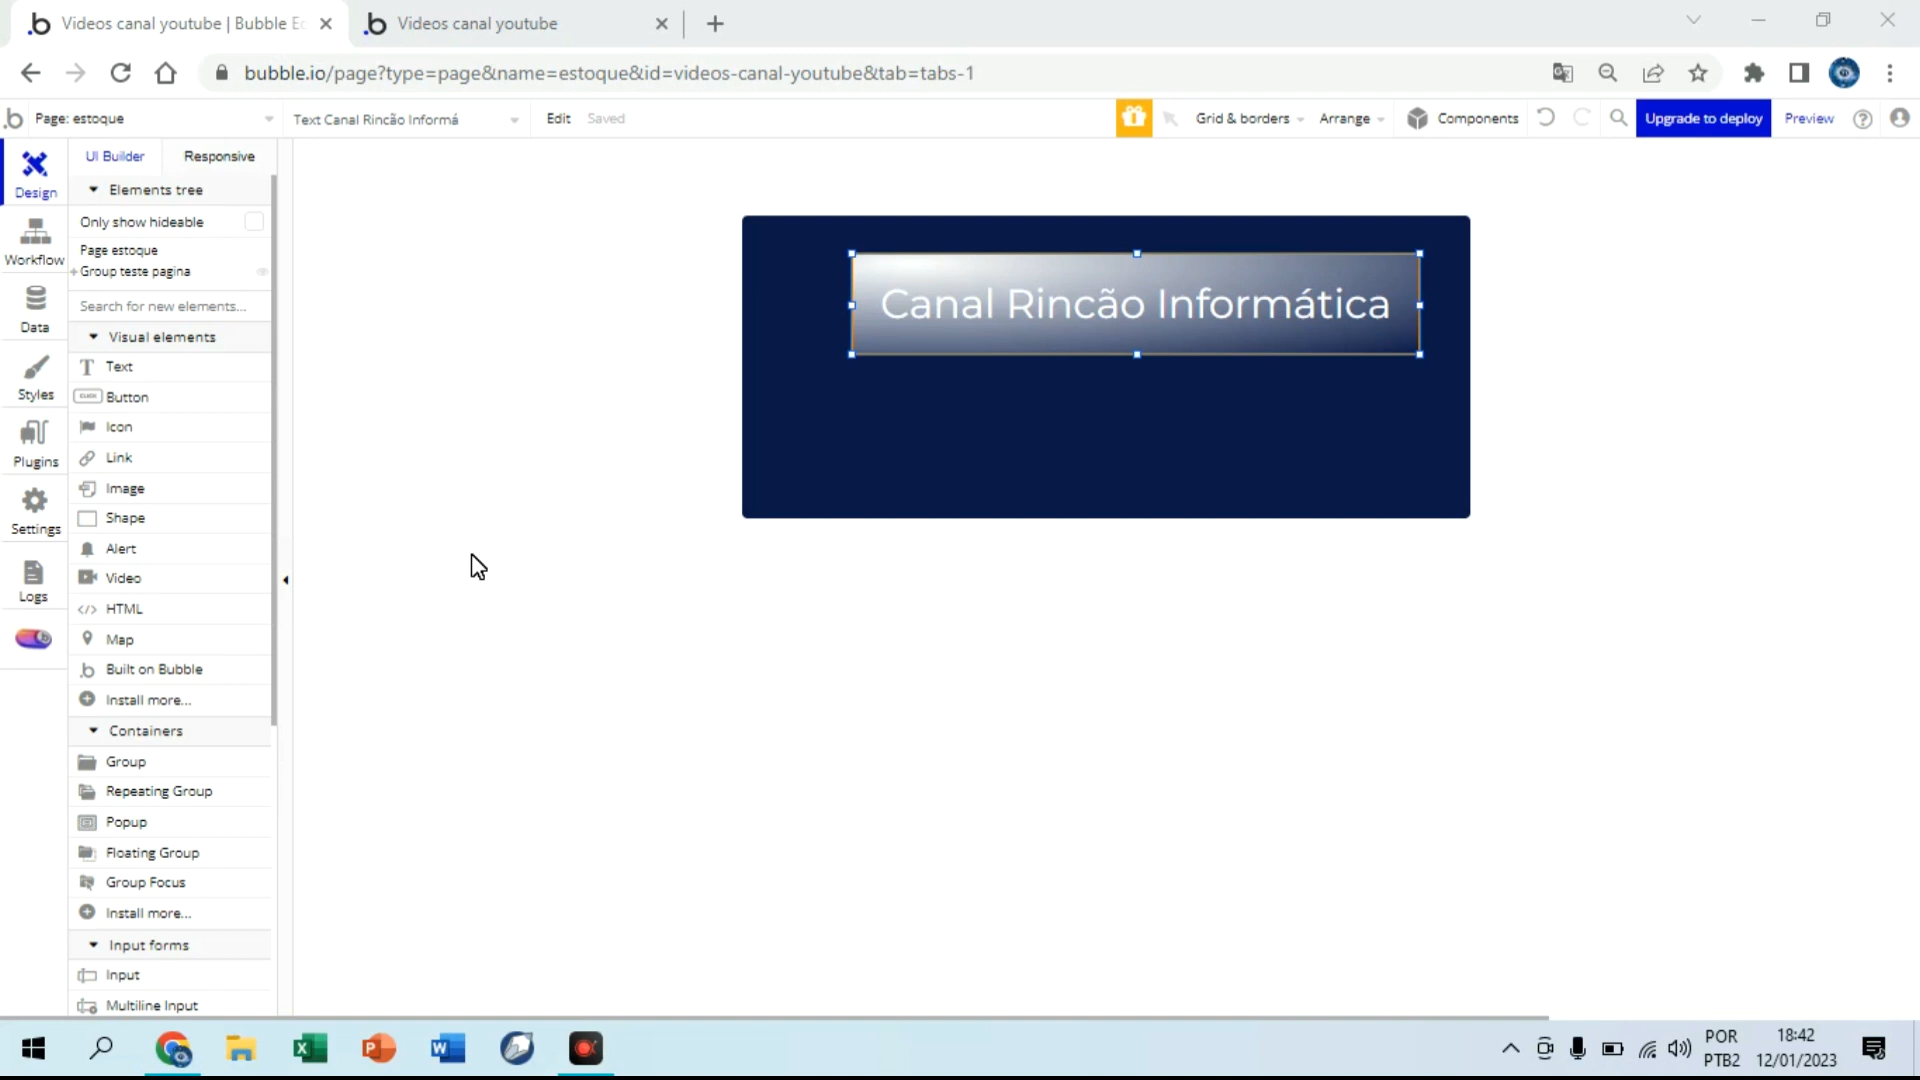 Videos canal youtube | Bubble Ec
Videos canal youtube
bubble.io/page?type=page&name=estoque&id=videos-canal-youtube&tab=tabs-1
Page: estoque
Text Canal Rincão Informá
Edit
Saved
Grid & borders
Arrange
Components
Upgrade to deploy
Preview
Design
Workflow
Data
Styles
Plugins
Settings
Logs
UI Builder
Responsive
Elements tree
Only show hideable
Page estoque
+Group teste pagina
Search for new elements...
Visual elements
Text
CLICK Button
Icon
Link
Image
Shape
Alert
Video
</> HTML
Map
Built on Bubble
Install more...
Containers
Group
Repeating Group
Popup
Floating Group
Group Focus
Install more...
Input forms
Input
Multiline Input
Canal Rincão Informática
POR
PTB2
18:42
12/01/2023